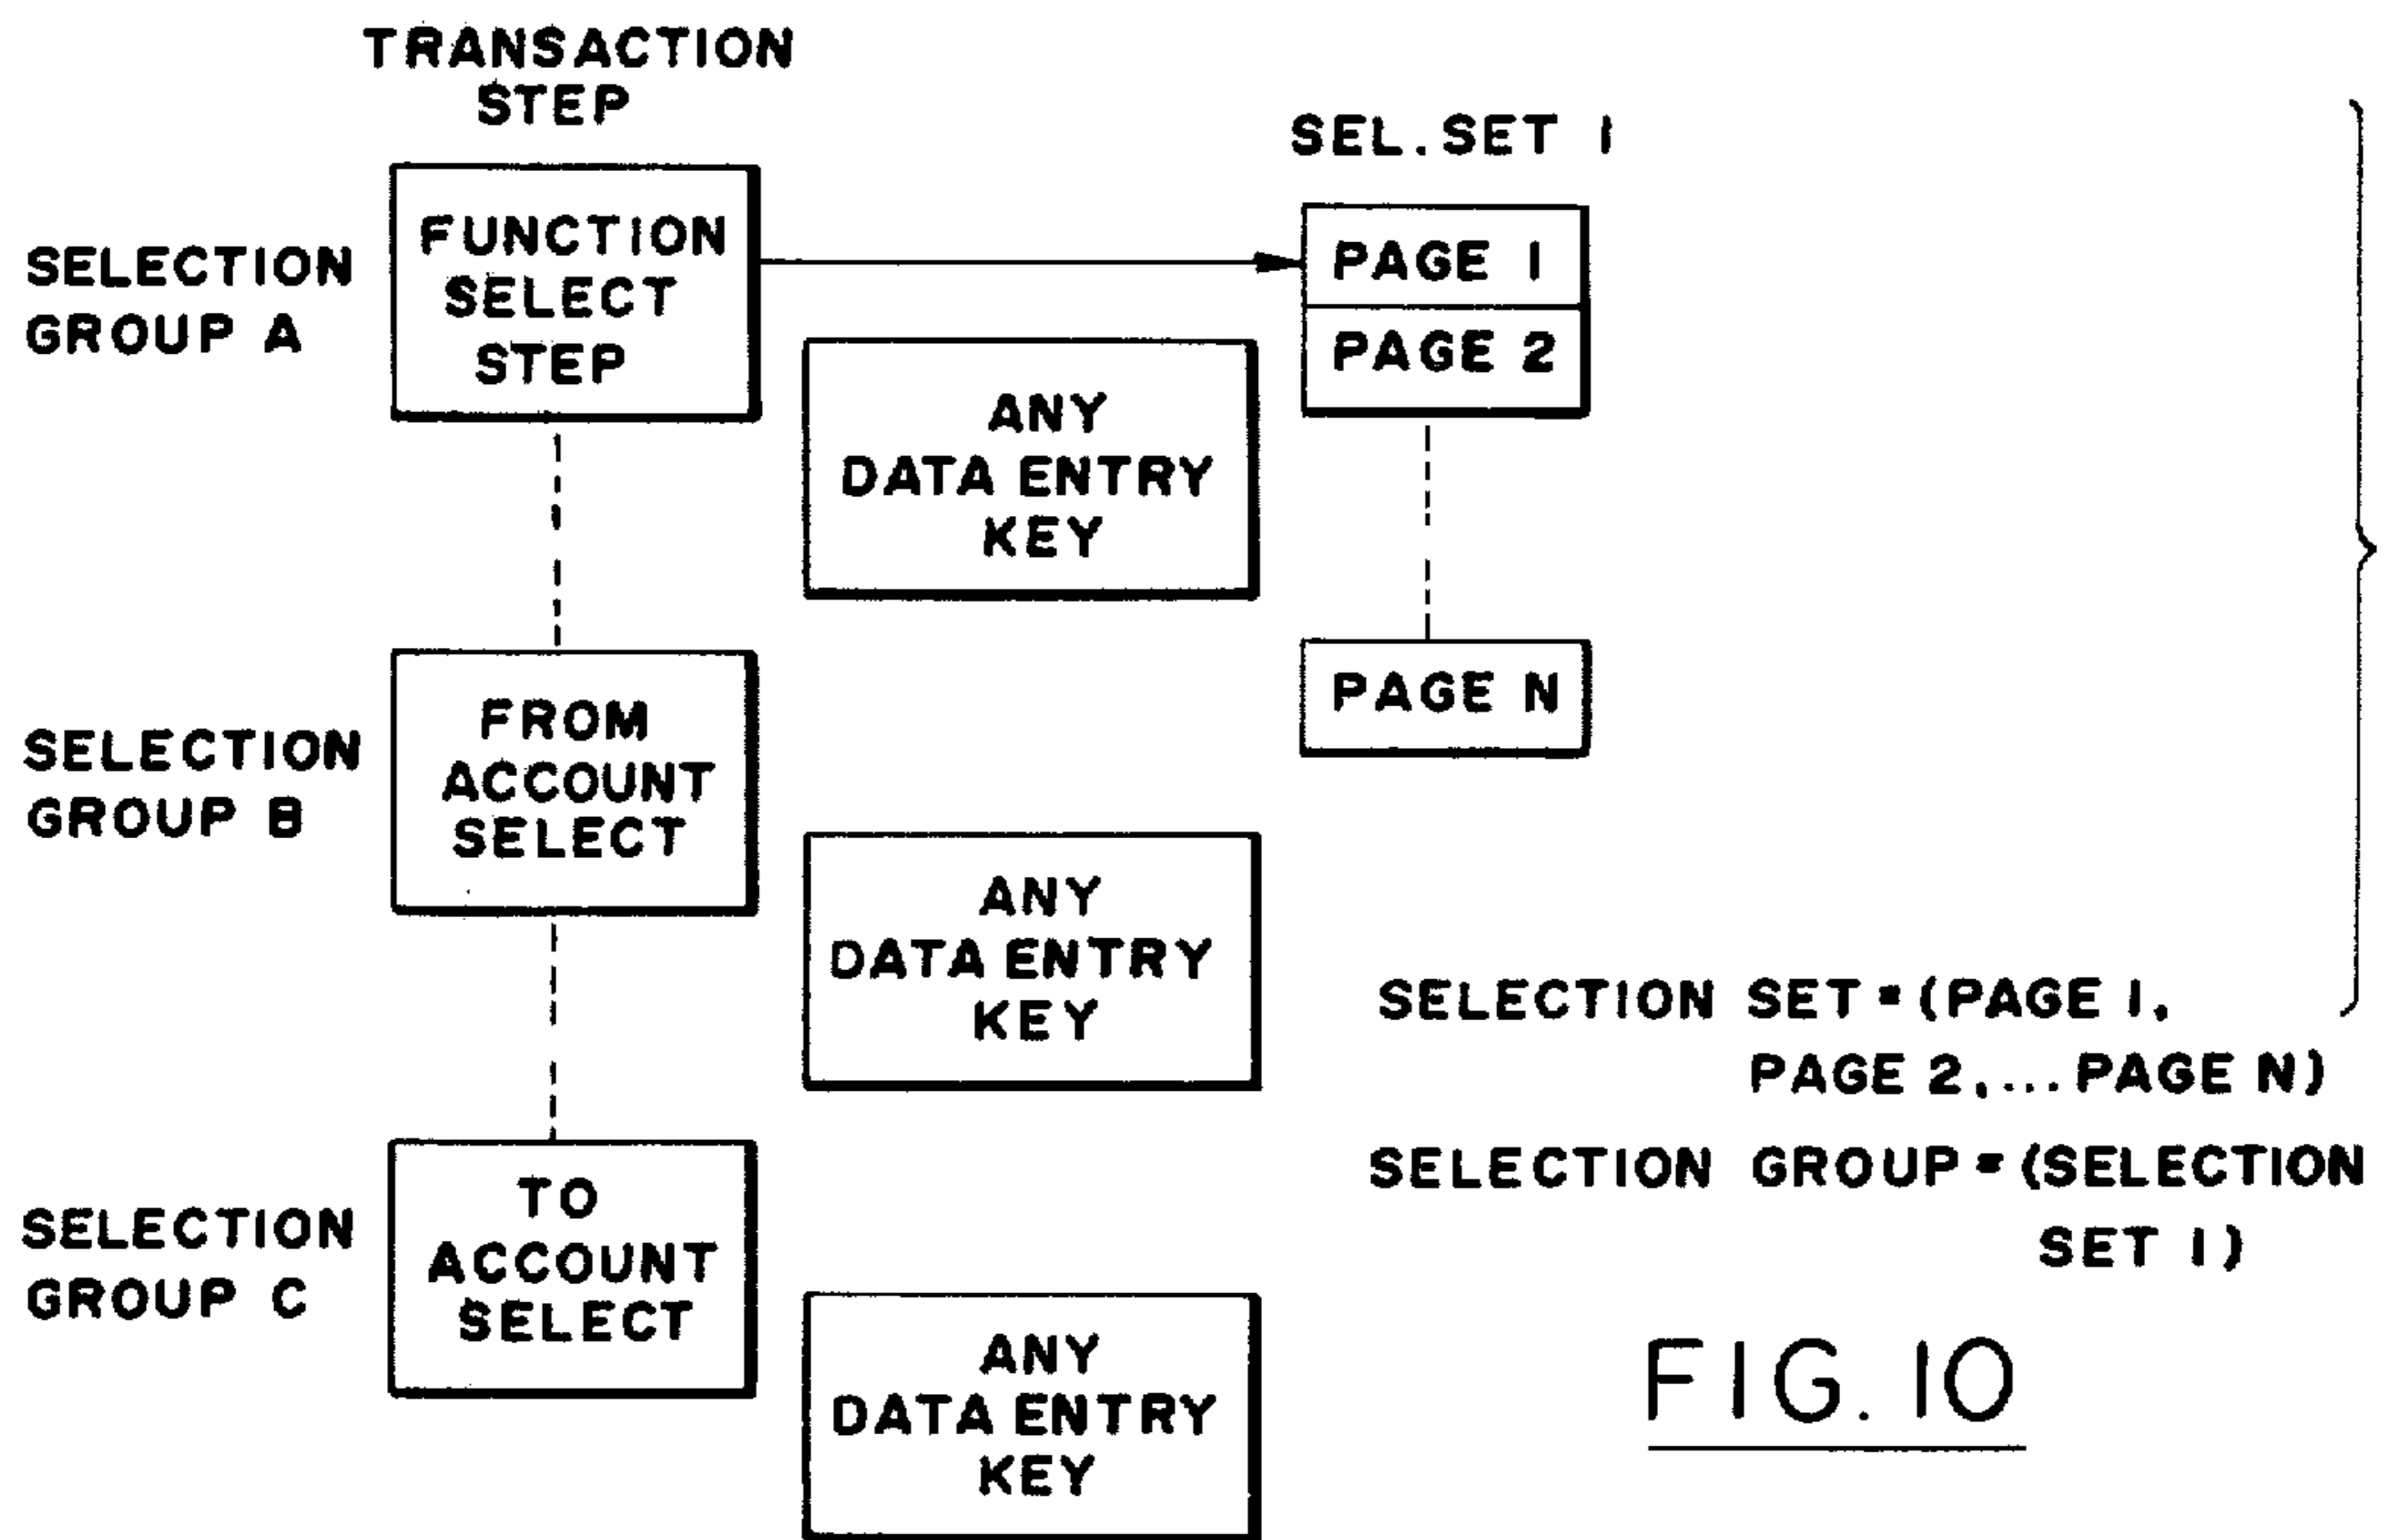 TRANSACTION
STEP
SEL. SET 1
SELECTION
GROUP A
FUNCTION
SELECT
STEP
PAGE 1
PAGE 2
ANY
DATA ENTRY
KEY
PAGE N
SELECTION
GROUP B
FROM
ACCOUNT
SELECT
ANY
DATA ENTRY
KEY
SELECTION SET = (PAGE 1,
PAGE 2,... PAGE N)
SELECTION GROUP = (SELECTION
SET 1)
SELECTION
GROUP C
TO
ACCOUNT
SELECT
ANY
DATA ENTRY
KEY
FIG. 10